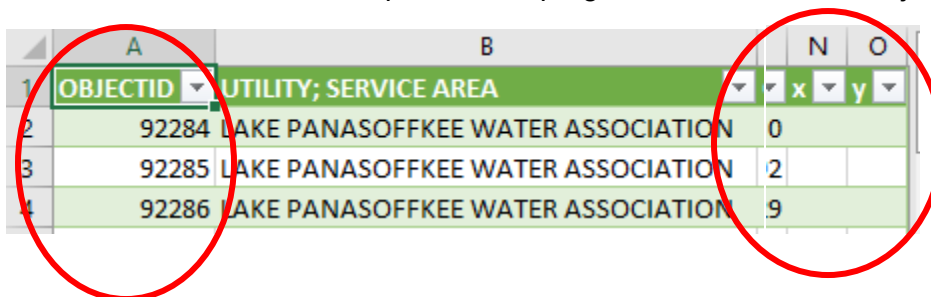 A B N O
1 OBJECTID UTILITY; SERVICE AREA x y
2 92284 LAKE PANASOFFKEE WATER ASSOCIATION 0
3 92285 LAKE PANASOFFKEE WATER ASSOCIATION 2
4 92286 LAKE PANASOFFKEE WATER ASSOCIATION 9